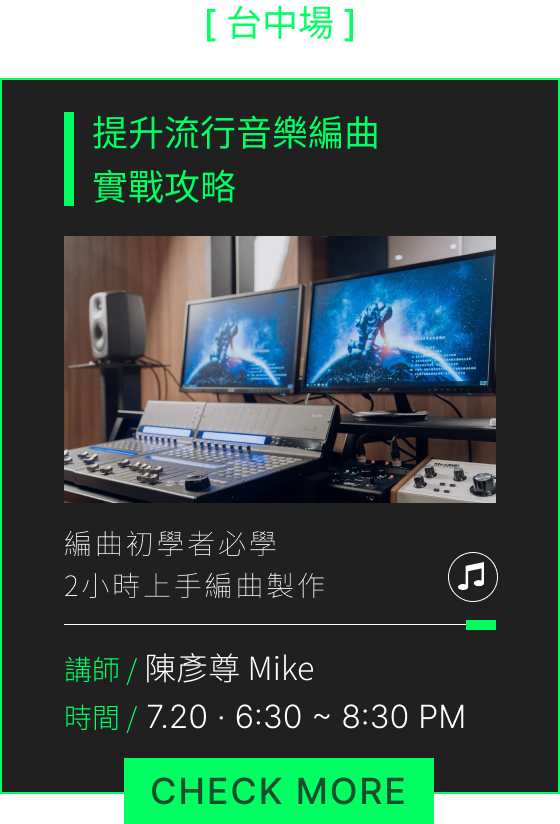 [ 台中場 ]
提升流行音樂編曲
實戰攻略
編曲初學者必學
2小時上手編曲製作
講師 / 陳彥尊 Mike
時間 / 7.20 · 6:30 ~ 8:30 PM
CHECK MORE